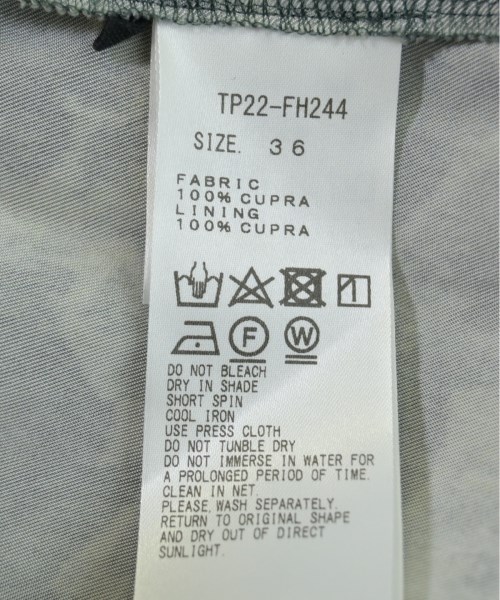 TP22-FH244
SIZE. 36
FABRIC
100% CUPRA
LINING
100% CUPRA
F W
DO NOT BLEACH
DRY IN SHADE
SHORT SPIN
COOL IRON
USE PRESS CLOTH
DO NOT TUNBLE DRY
DO NOT IMMERSE IN WATER FOR
A PROLONGED PERIOD OF TIME.
CLEAN IN NET.
PLEASE WASH SEPARATELY.
RETURN TO ORIGINAL SHAPE
AND DRY OUT OF DIRECT
SUNLIGHT.